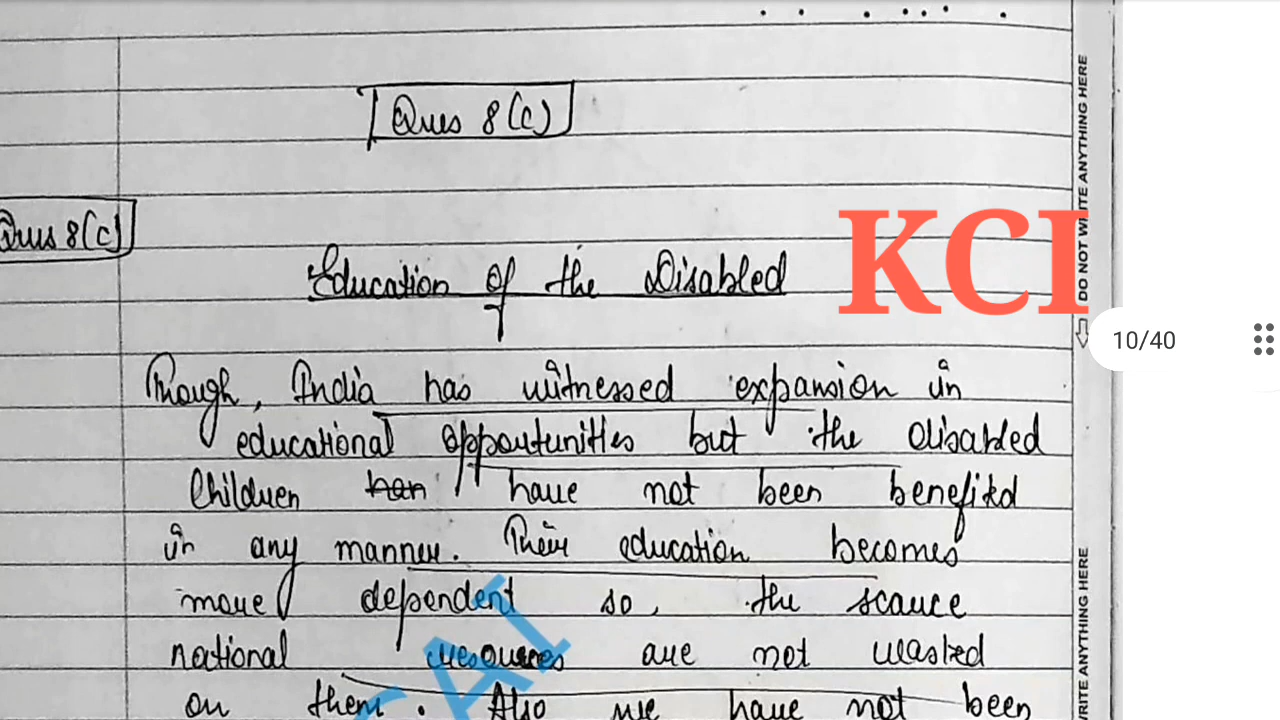 Ques 8(c)
Ques 8(c)
KCI
Education of the Disabled
Though, India has witnessed expansion in
educational opportunities but the disabled
Children han have not been benefitd
in any manner. Their education becomes
more dependent so, the scarce
national resources are not wasted
on them. Also we have not been
CAI
DO NOT WRITE ANYTHING HERE
WRITE ANYTHING HERE
10/40